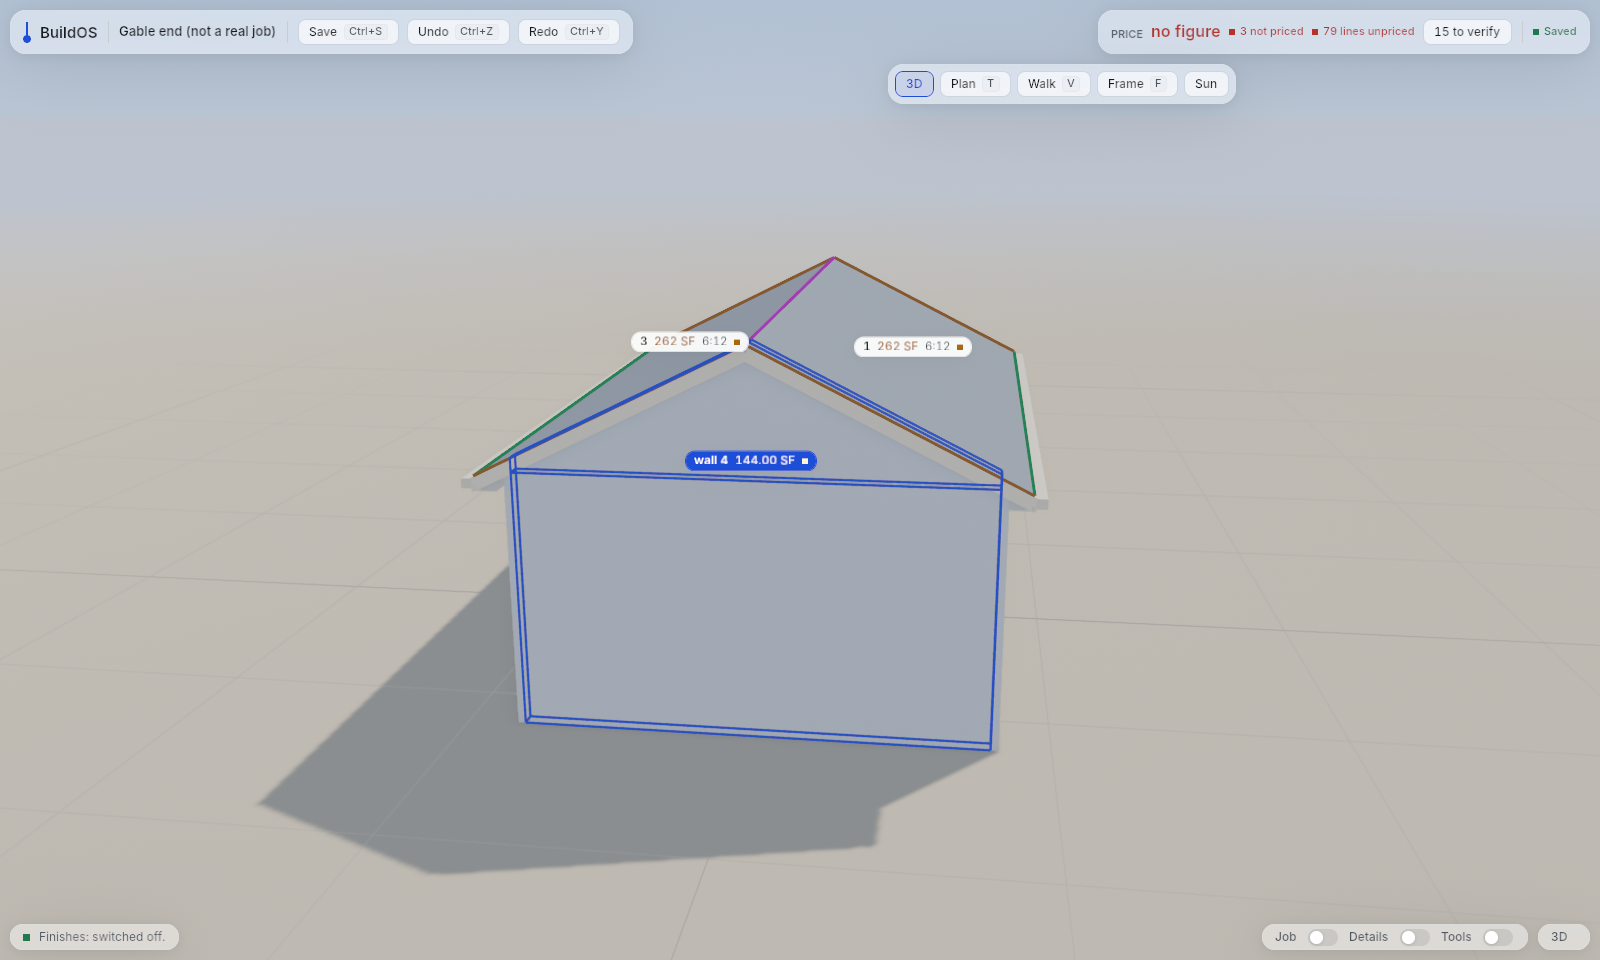 BuildOS Gable end (not a real job) Save Ctrl+S Undo Ctrl+Z Redo Ctrl+Y
PRICE no figure 3 not priced 79 lines unpriced 15 to verify Saved
3D Plan T Walk V Frame F Sun
3 262 SF 6:12
1 262 SF 6:12
wall 4 144.00 SF
Finishes: switched off.
Job Details Tools 3D